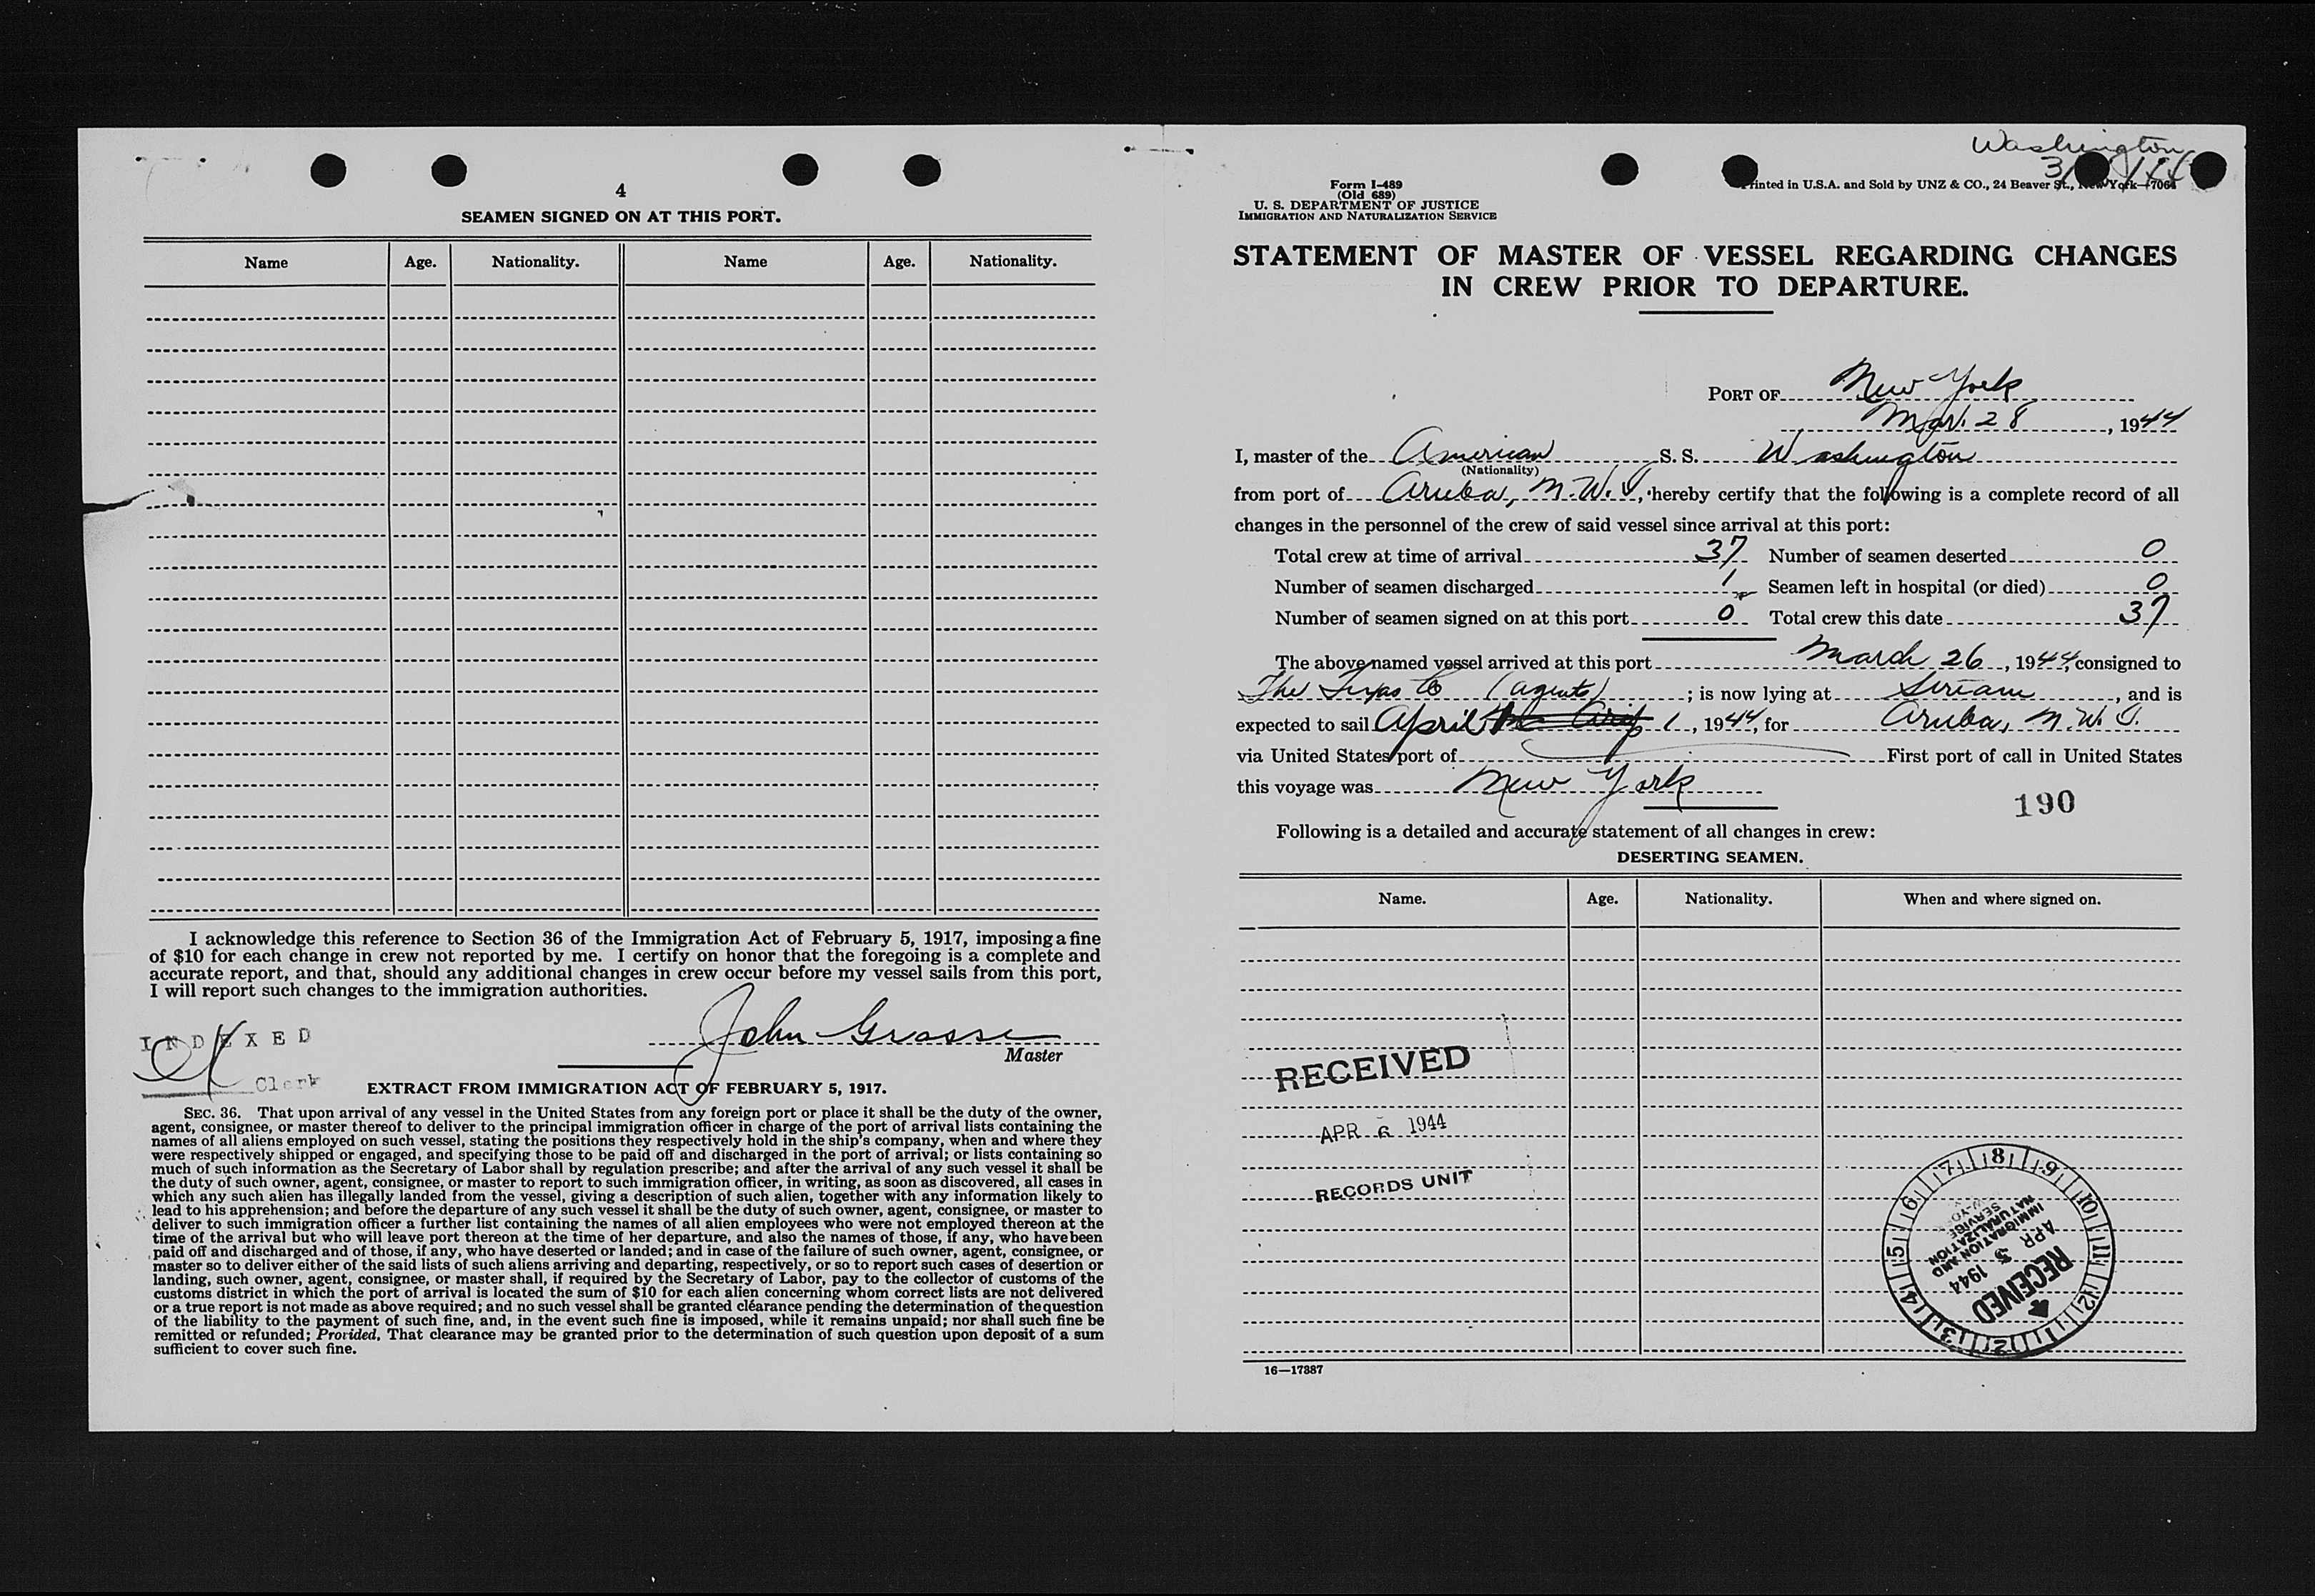 4
SEAMEN SIGNED ON AT THIS PORT.
Name Age. Nationality. Name Age. Nationality.
I acknowledge this reference to Section 36 of the Immigration Act of February 5, 1917, imposing a fine
of $10 for each change in crew not reported by me. I certify on honor that the foregoing is a complete and
accurate report, and that, should any additional changes in crew occur before my vessel sails from this port,
I will report such changes to the immigration authorities.
INDEXED
John Grosse
Master
Clerk
EXTRACT FROM IMMIGRATION ACT OF FEBRUARY 5, 1917.
SEC. 36. That upon arrival of any vessel in the United States from any foreign port or place it shall be the duty of the owner,
agent, consignee, or master thereof to deliver to the principal immigration officer in charge of the port of arrival lists containing the
names of all aliens employed on such vessel, stating the positions they respectively hold in the ship's company, when and where they
were respectively shipped or engaged, and specifying those to be paid off and discharged in the port of arrival; or lists containing so
much of such information as the Secretary of Labor shall by regulation prescribe; and after the arrival of any such vessel it shall be
the duty of such owner, agent, consignee, or master to report to such immigration officer, in writing, as soon as discovered, all cases in
which any such alien has illegally landed from the vessel, giving a description of such alien, together with any information likely to
lead to his apprehension; and before the departure of any such vessel it shall be the duty of such owner, agent, consignee, or master to
deliver to such immigration officer a further list containing the names of all alien employees who were not employed thereon at the
time of the arrival but who will leave port thereon at the time of her departure, and also the names of those, if any, who have been
paid off and discharged and of those, if any, who have deserted or landed; and in case of the failure of such owner, agent, consignee, or
master so to deliver either of the said lists of such aliens arriving and departing, respectively, or so to report such cases of desertion or
landing, such owner, agent, consignee, or master shall, if required by the Secretary of Labor, pay to the collector of customs of the
customs district in which the port of arrival is located the sum of $10 for each alien concerning whom correct lists are not delivered
or a true report is not made as above required; and no such vessel shall be granted clearance pending the determination of the question
of the liability to the payment of such fine, and, in the event such fine is imposed, while it remains unpaid; nor shall such fine be
remitted or refunded; Provided, That clearance may be granted prior to the determination of such question upon deposit of a sum
sufficient to cover such fine.
Washington
Form I-489
(Old 689)
U. S. DEPARTMENT OF JUSTICE
IMMIGRATION AND NATURALIZATION SERVICE
Printed in U.S.A. and Sold by UNZ & CO., 24 Beaver St., New York—7064
STATEMENT OF MASTER OF VESSEL REGARDING CHANGES
IN CREW PRIOR TO DEPARTURE.
PORT OF New York
Mar. 28, 1944
I, master of the American S. S. Washington
(Nationality)
from port of Aruba, N.W.I., hereby certify that the following is a complete record of all
changes in the personnel of the crew of said vessel since arrival at this port:
Total crew at time of arrival 37 Number of seamen deserted 0
Number of seamen discharged 1 Seamen left in hospital (or died) 0
Number of seamen signed on at this port 0 Total crew this date 37
The above named vessel arrived at this port March 26, 1944, consigned to
The Texas Co (agents); is now lying at Stream, and is
expected to sail April 1, 1944, for Aruba, N.W.I.
via United States port of First port of call in United States
this voyage was New York
190
Following is a detailed and accurate statement of all changes in crew:
DESERTING SEAMEN.
Name. Age. Nationality. When and where signed on.
RECEIVED
APR 6 1944
RECORDS UNIT
7 8 9 10 11 12 1 2 3 4 5 6
IMMIGRATION AND
NATURALIZATION
SERVICE
APR 5 1944
RECEIVED
16—17887